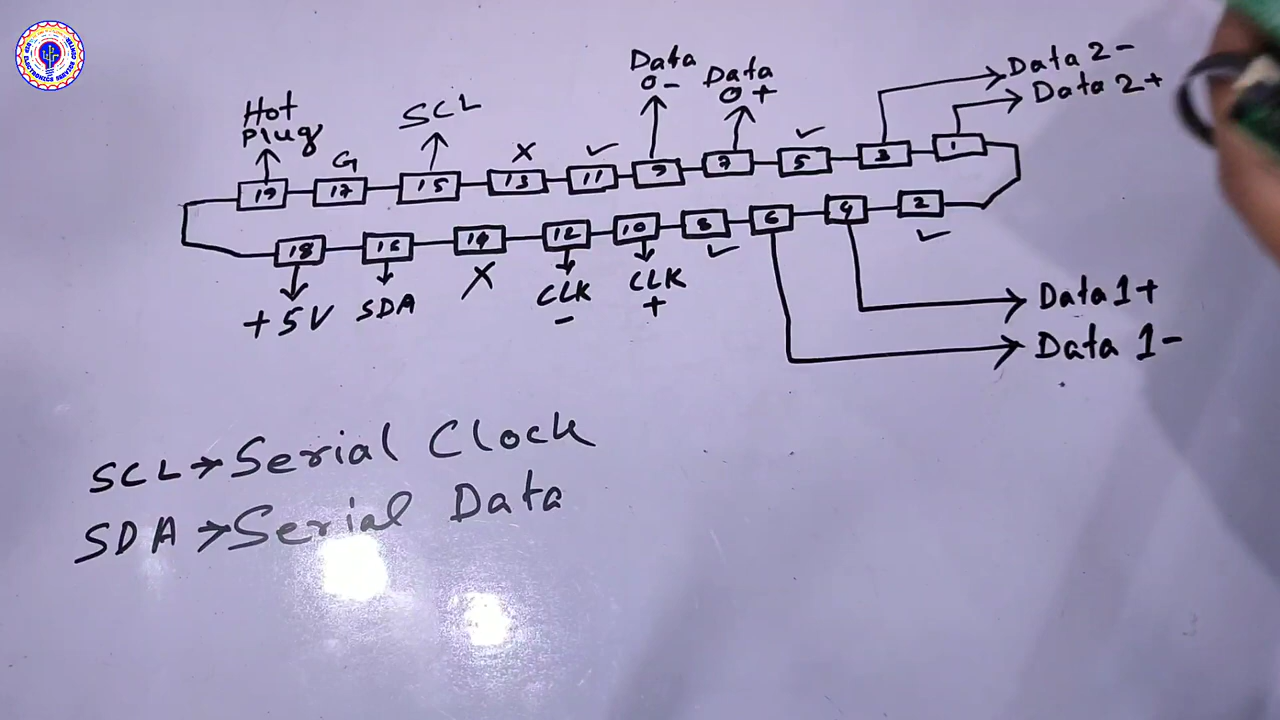 Data 0 -
Data 0 +
Data 2 -
Data 2 +
Hot Plug
SCL
G
X
✓
✓
19 17 15 13 11 9 7 5 3 1
18 16 14 12 10 8 6 4 2
✓
✓
+5V
SDA
X
CLK -
CLK +
Data 1 +
Data 1 -
SCL → Serial Clock
SDA → Serial Data